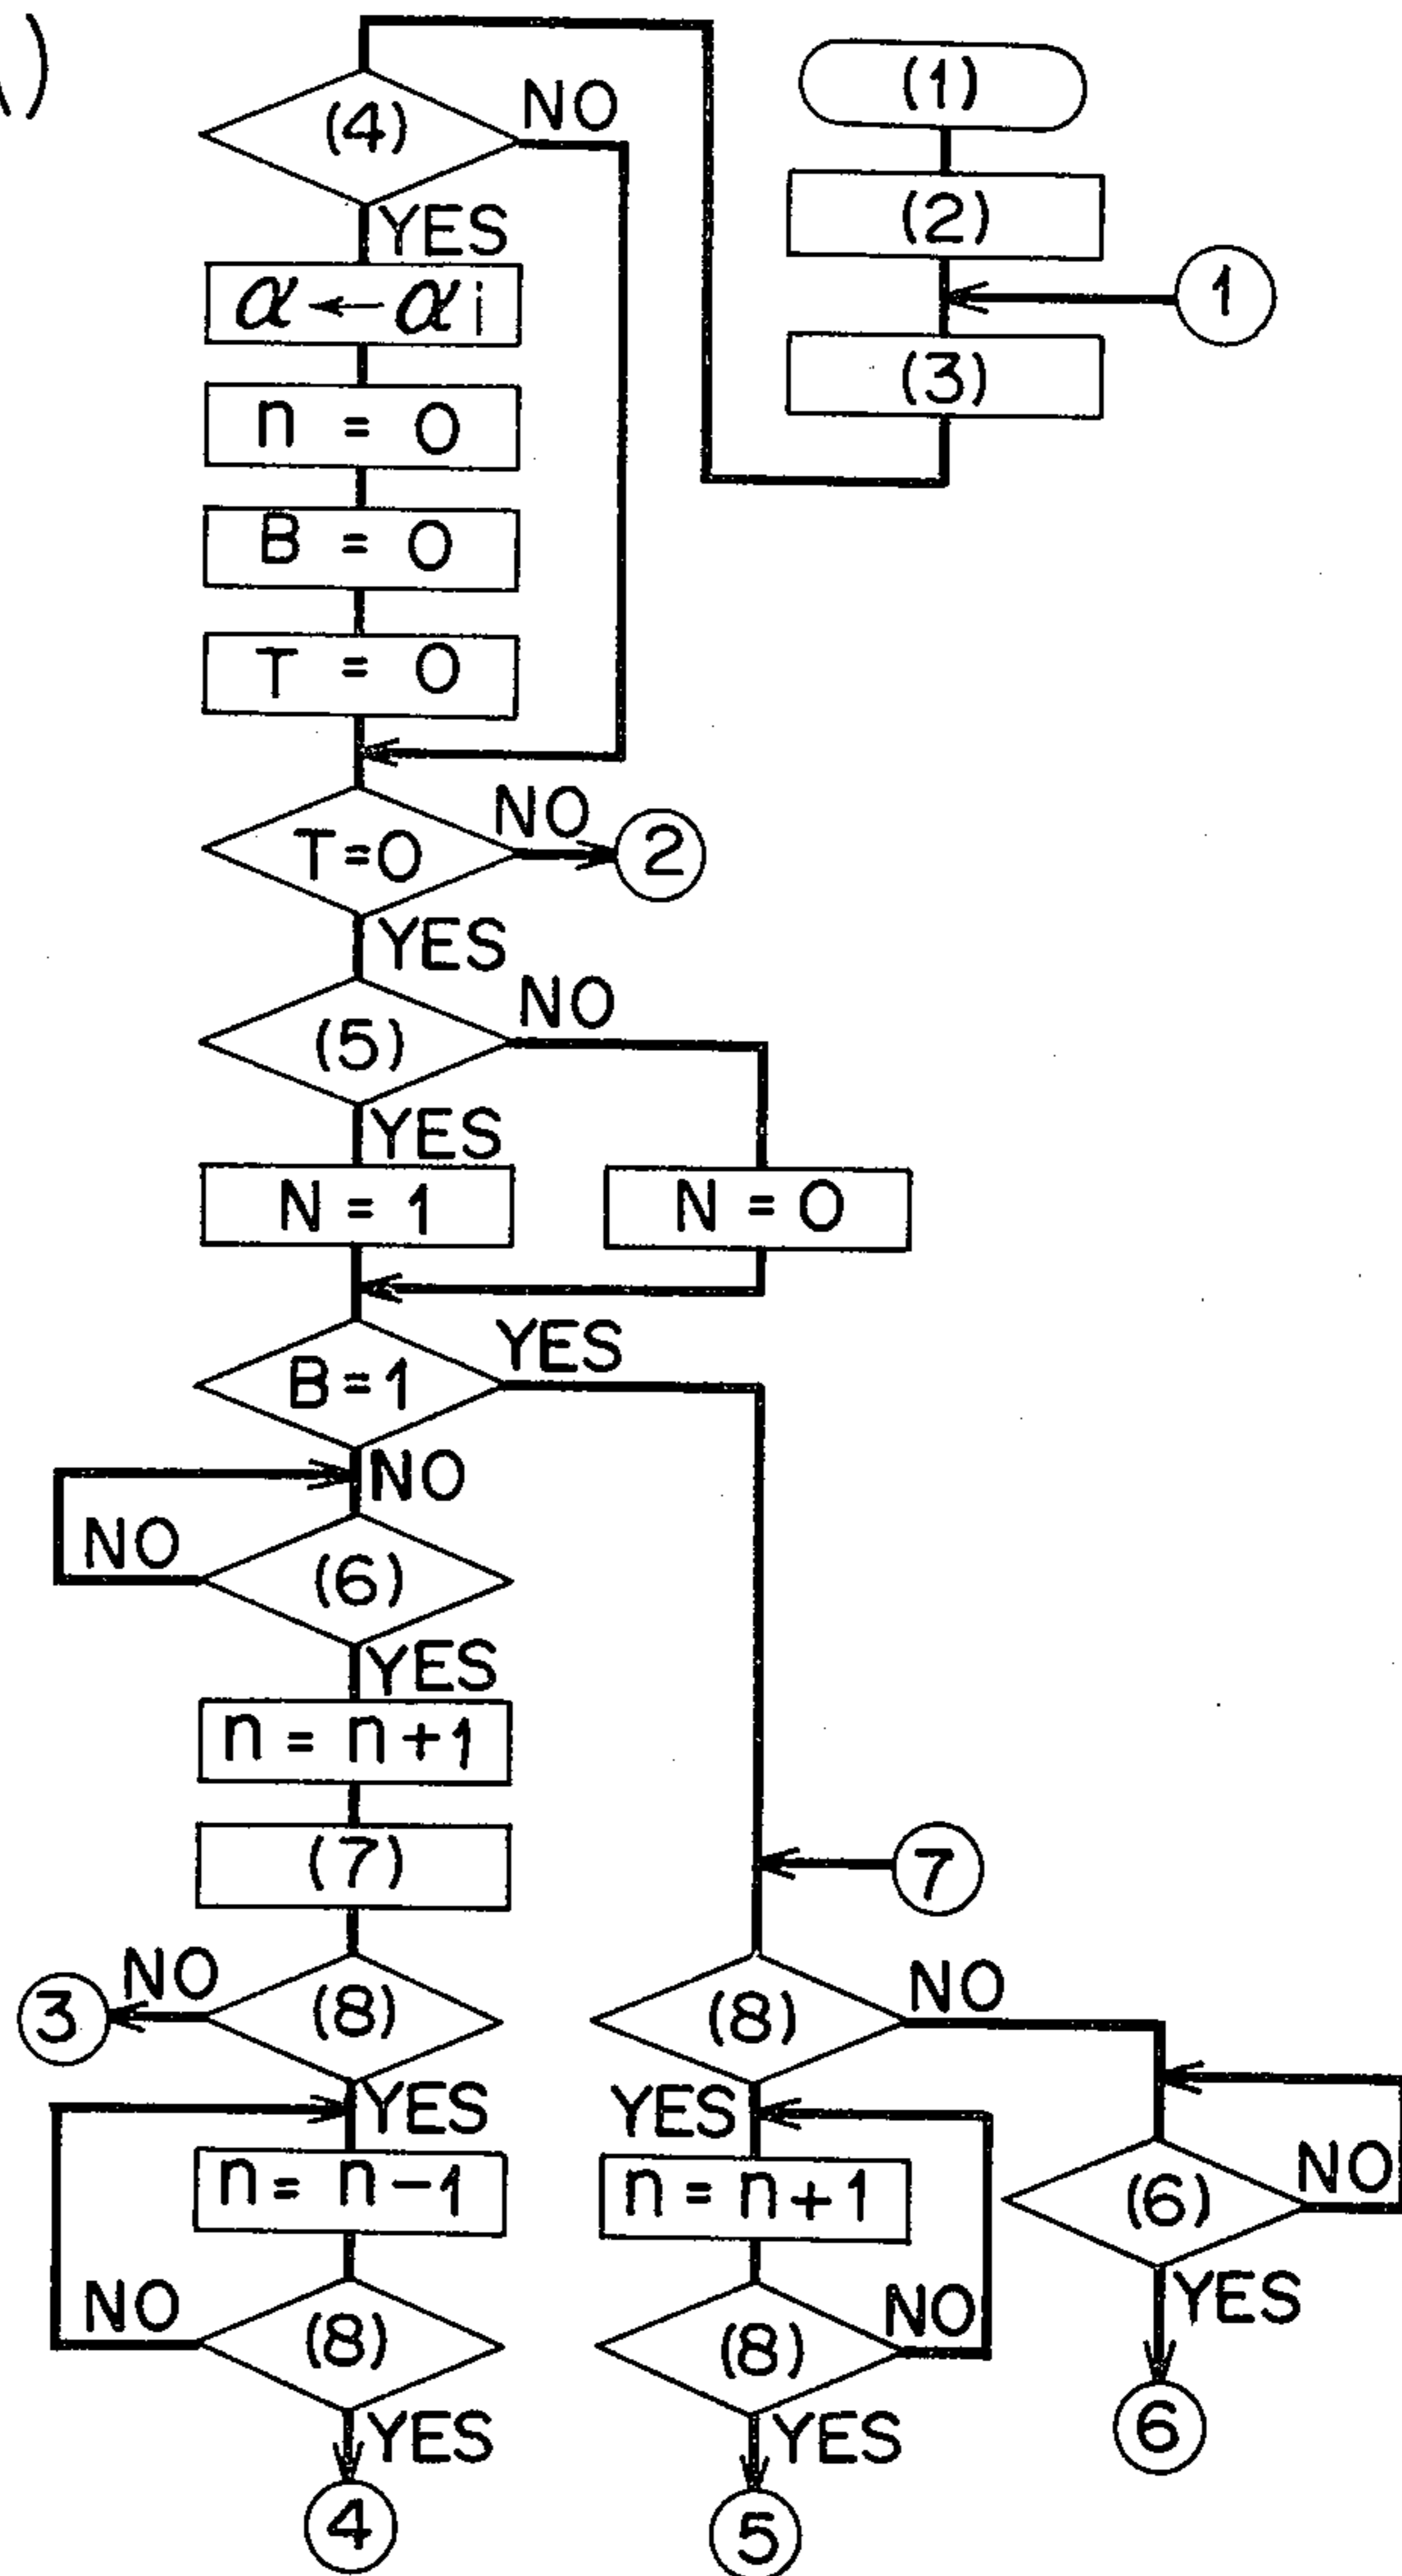 )
(1)
(2)
1
(3)
(4)
NO
YES
α ← αi
n = 0
B = 0
T = 0
T=0
NO
2
YES
(5)
NO
YES
N = 1
N = 0
B=1
YES
NO
(6)
NO
YES
n = n+1
(7)
7
(8)
NO
3
YES
n = n-1
(8)
NO
YES
4
(8)
NO
YES
n = n+1
(8)
NO
YES
5
(6)
NO
YES
6